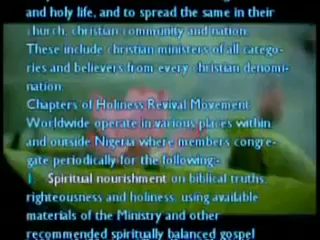 and holy life, and to spread the same in their
church, christian community and nation.
These include christian ministers of all catego-
ries and believers from every christian denomi-
nation.
Chapters of Holiness Revival Movement
Worldwide operate in various places within
and outside Nigeria where members congre-
gate periodically for the following:-
1. Spiritual nourishment on biblical truths,
righteousness and holiness, using available
materials of the Ministry and other
recommended spiritually balanced gospel